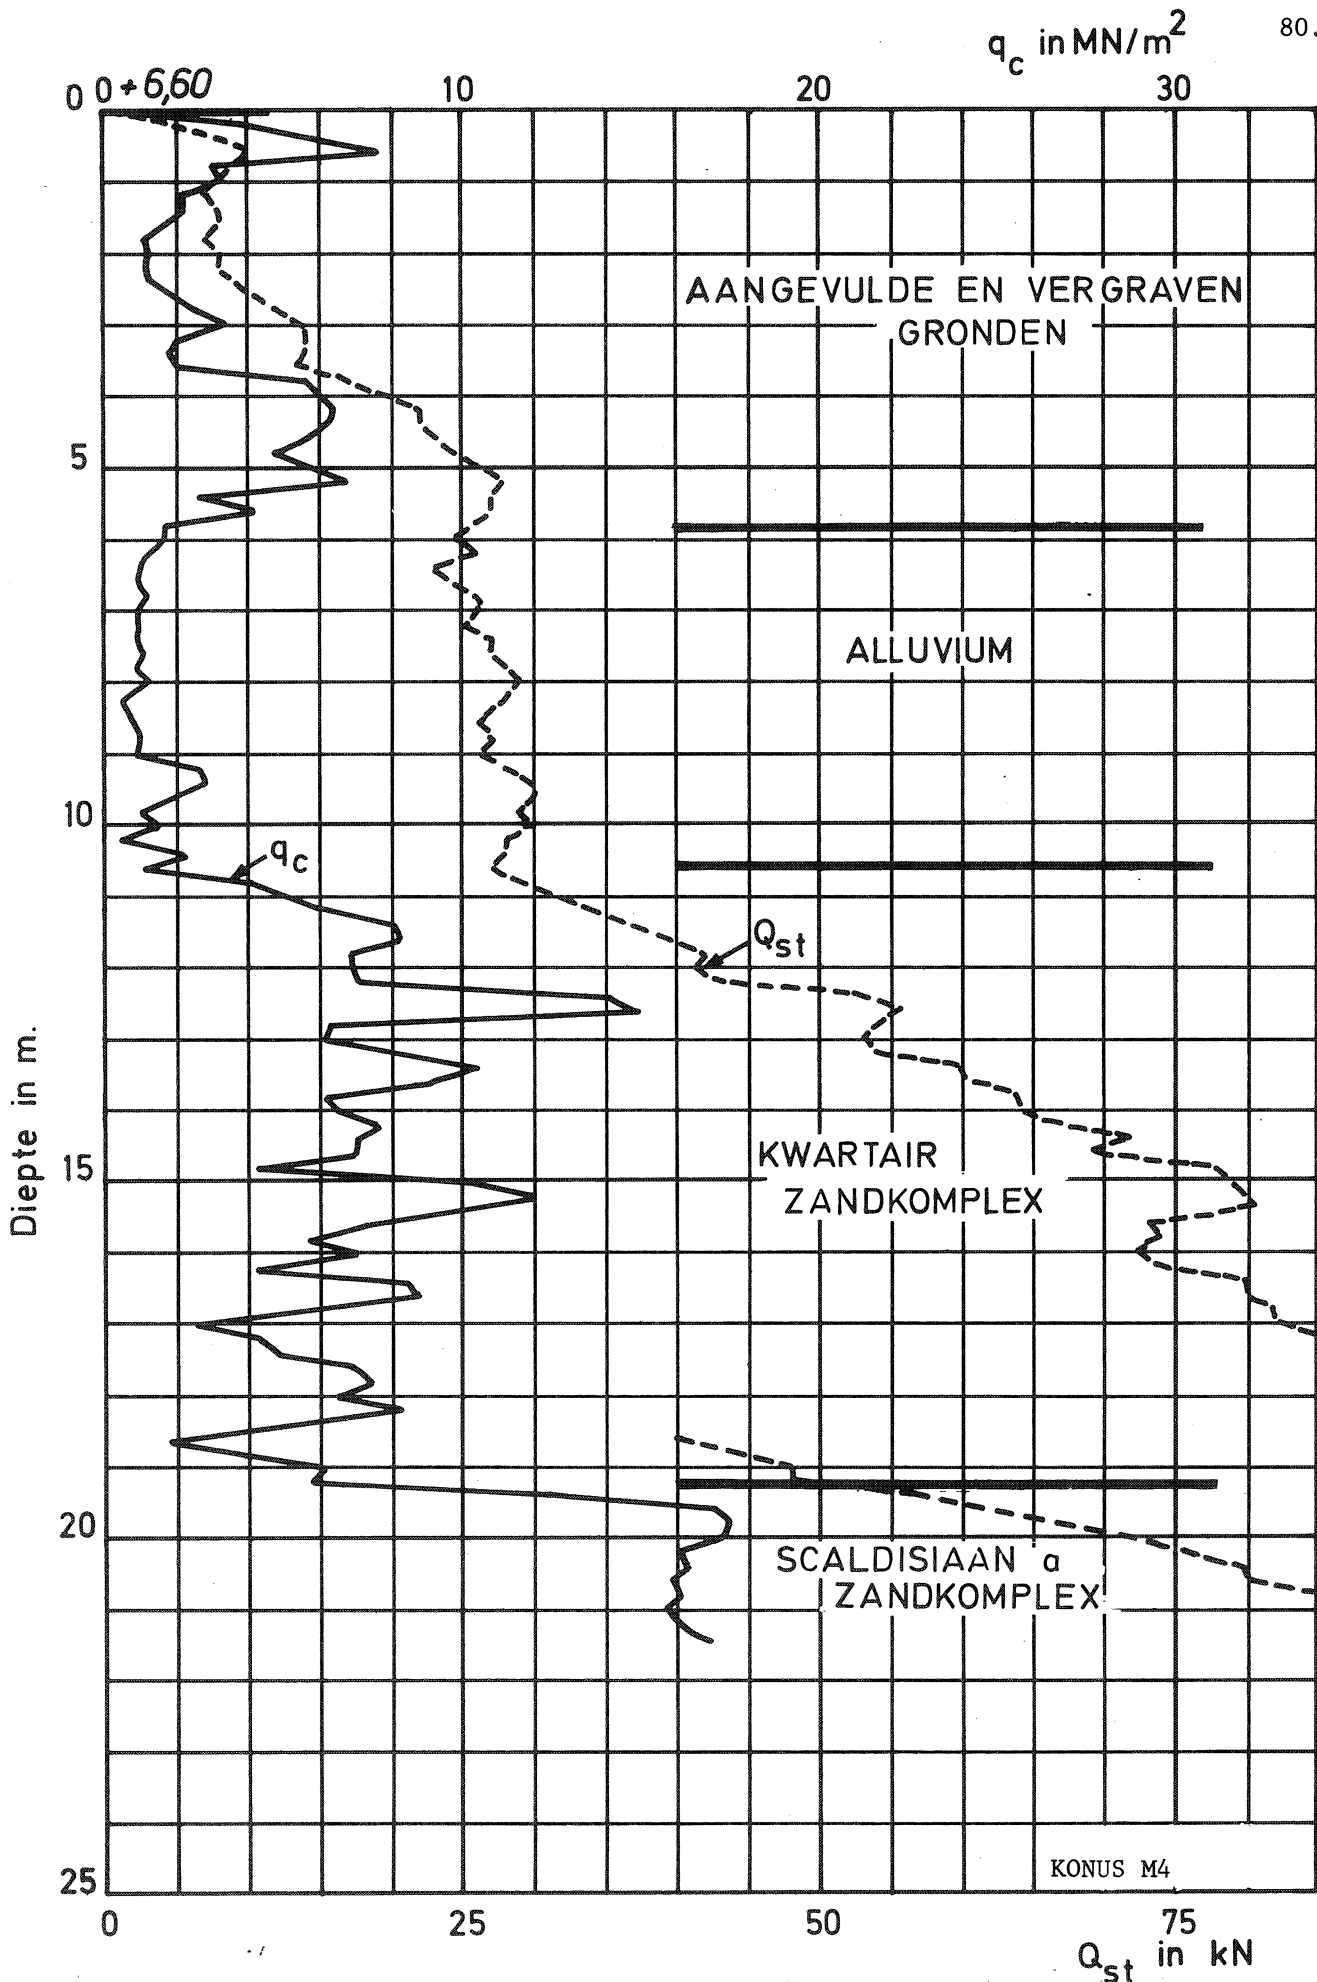 80.
q_c in MN/m²
0 0 +6,60 10 20 30
AANGEVULDE EN VERGRAVEN
GRONDEN
5
ALLUVIUM
10
q_c
Q_st
Diepte in m.
KWARTAIR
15
ZANDKOMPLEX
20
SCALDISIAAN a
ZANDKOMPLEX
KONUS M4
25
0 25 50 75
Q_st in kN